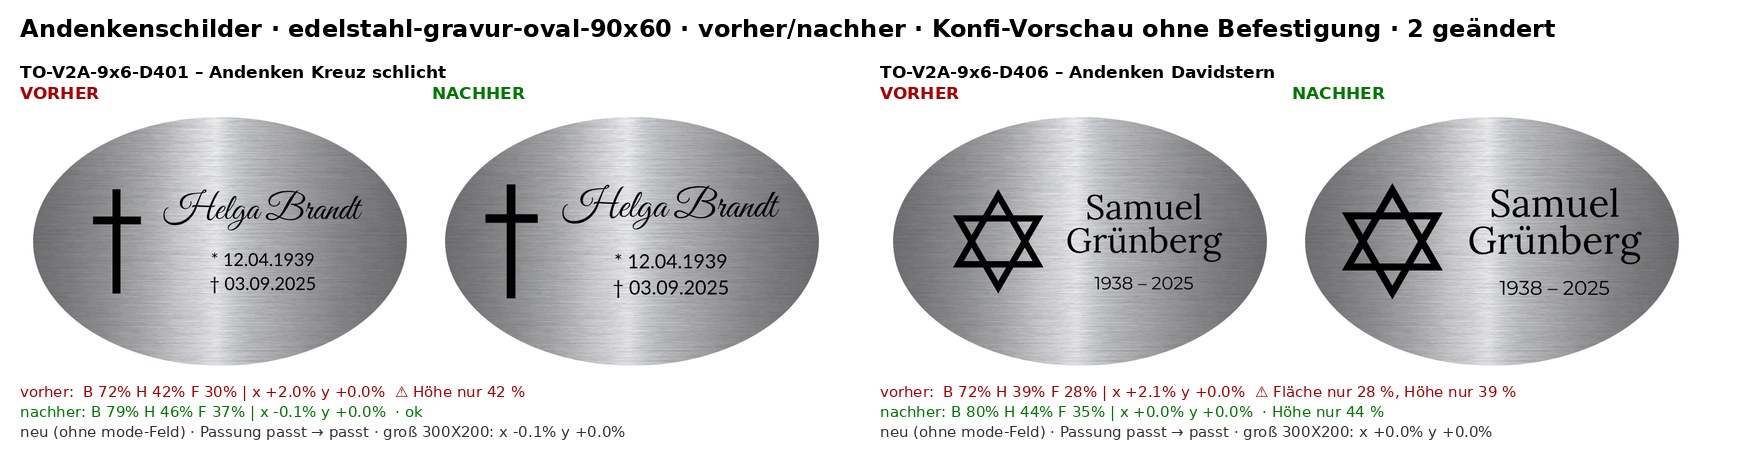 Andenkenschilder · edelstahl-gravur-oval-90x60 · vorher/nachher · Konfi-Vorschau ohne Befestigung · 2 geändert
TO-V2A-9x6-D401 – Andenken Kreuz schlicht
VORHER
NACHHER
Helga Brandt
* 12.04.1939
† 03.09.2025
Helga Brandt
* 12.04.1939
† 03.09.2025
vorher: B 72% H 42% F 30% | x +2.0% y +0.0% ⚠ Höhe nur 42 %
nachher: B 79% H 46% F 37% | x -0.1% y +0.0% · ok
neu (ohne mode-Feld) · Passung passt → passt · groß 300X200: x -0.1% y +0.0%
TO-V2A-9x6-D406 – Andenken Davidstern
VORHER
NACHHER
Samuel
Grünberg
1938 – 2025
Samuel
Grünberg
1938 – 2025
vorher: B 72% H 39% F 28% | x +2.1% y +0.0% ⚠ Fläche nur 28 %, Höhe nur 39 %
nachher: B 80% H 44% F 35% | x +0.0% y +0.0% · Höhe nur 44 %
neu (ohne mode-Feld) · Passung passt → passt · groß 300X200: x +0.0% y +0.0%